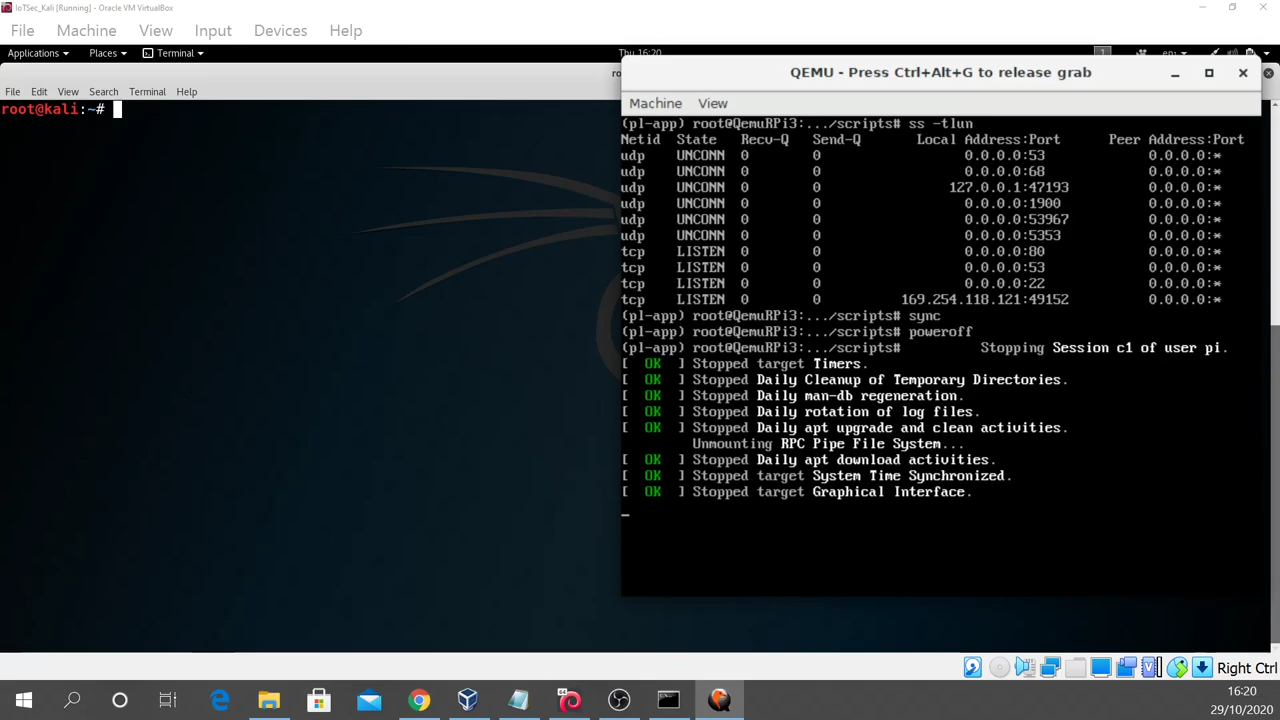 IoTSec_Kali [Running] - Oracle VM VirtualBox
File Machine View Input Devices Help
Applications Places Terminal Thu 16:20 1 en
File Edit View Search Terminal Help
root@kali:~#
QEMU - Press Ctrl+Alt+G to release grab
Machine View
(pl-app) root@QemuRPi3:.../scripts# ss -tlun
Netid State Recv-Q Send-Q Local Address:Port Peer Address:Port
udp UNCONN 0 0 0.0.0.0:53 0.0.0.0:*
udp UNCONN 0 0 0.0.0.0:68 0.0.0.0:*
udp UNCONN 0 0 127.0.0.1:47193 0.0.0.0:*
udp UNCONN 0 0 0.0.0.0:1900 0.0.0.0:*
udp UNCONN 0 0 0.0.0.0:53967 0.0.0.0:*
udp UNCONN 0 0 0.0.0.0:5353 0.0.0.0:*
tcp LISTEN 0 0 0.0.0.0:80 0.0.0.0:*
tcp LISTEN 0 0 0.0.0.0:53 0.0.0.0:*
tcp LISTEN 0 0 0.0.0.0:22 0.0.0.0:*
tcp LISTEN 0 0 169.254.118.121:49152 0.0.0.0:*
(pl-app) root@QemuRPi3:.../scripts# sync
(pl-app) root@QemuRPi3:.../scripts# poweroff
(pl-app) root@QemuRPi3:.../scripts# Stopping Session c1 of user pi.
[ OK ] Stopped target Timers.
[ OK ] Stopped Daily Cleanup of Temporary Directories.
[ OK ] Stopped Daily man-db regeneration.
[ OK ] Stopped Daily rotation of log files.
[ OK ] Stopped Daily apt upgrade and clean activities.
Unmounting RPC Pipe File System...
[ OK ] Stopped Daily apt download activities.
[ OK ] Stopped target System Time Synchronized.
[ OK ] Stopped target Graphical Interface.
Right Ctrl
16:20
29/10/2020